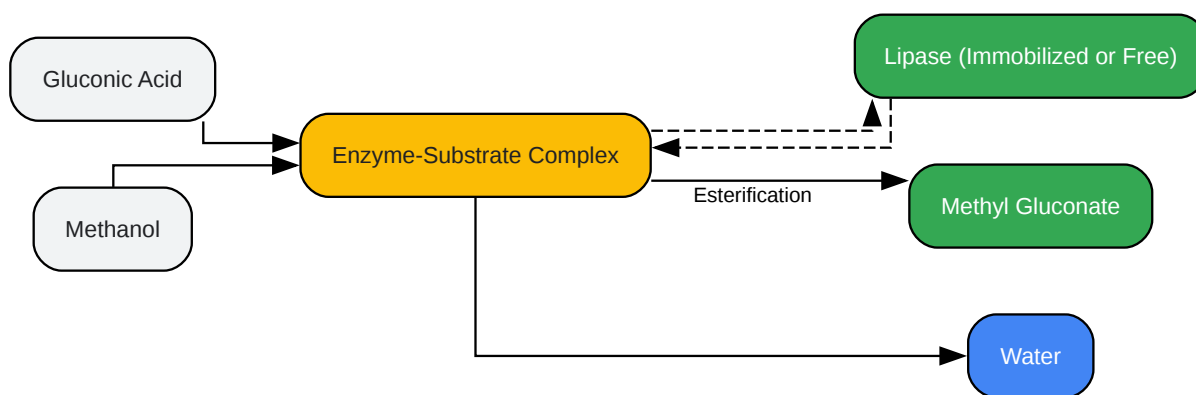 Gluconic Acid
Methanol
Enzyme-Substrate Complex
Lipase (Immobilized or Free)
Esterification
Methyl Gluconate
Water